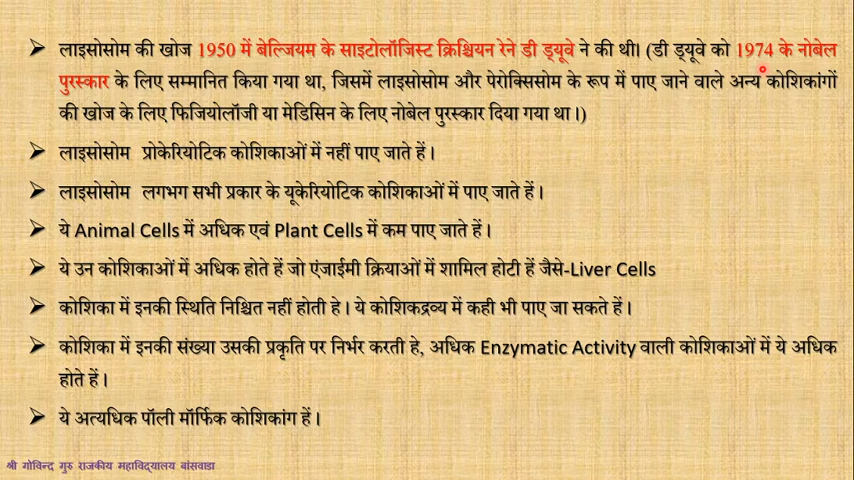 ➢ लाइसोसोम की खोज 1950 में बेल्जियम के साइटोलॉजिस्ट क्रिश्चियन रेने डी ड्यूवे ने की थी। (डी ड्यूवे को 1974 के नोबेल
पुरस्कार के लिए सम्मानित किया गया था, जिसमें लाइसोसोम और पेरोक्सिसोम के रूप में पाए जाने वाले अन्य कोशिकांगों
की खोज के लिए फिजियोलॉजी या मेडिसिन के लिए नोबेल पुरस्कार दिया गया था।)
➢ लाइसोसोम प्रोकेरियोटिक कोशिकाओं में नहीं पाए जाते हैं।
➢ लाइसोसोम लगभग सभी प्रकार के यूकेरियोटिक कोशिकाओं में पाए जाते हैं।
➢ ये Animal Cells में अधिक एवं Plant Cells में कम पाए जाते हैं।
➢ ये उन कोशिकाओं में अधिक होते हैं जो एंजाईमी क्रियाओं में शामिल होटी हैं जैसे-Liver Cells
➢ कोशिका में इनकी स्थिति निश्चित नहीं होती हे। ये कोशिकद्रव्य में कही भी पाए जा सकते हैं।
➢ कोशिका में इनकी संख्या उसकी प्रकृति पर निर्भर करती हे, अधिक Enzymatic Activity वाली कोशिकाओं में ये अधिक
होते हैं।
➢ ये अत्यधिक पॉली मॉर्फिक कोशिकांग हैं।
श्री गोविन्द गुरु राजकीय महाविद्यालय बांसवाडा